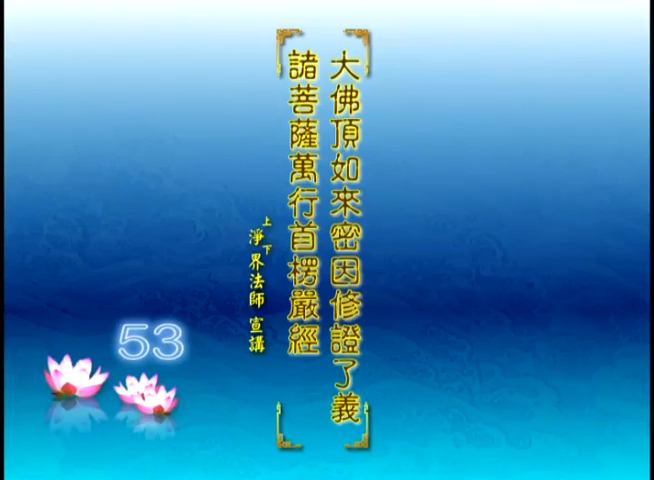 大佛頂如來密因修證了義
諸菩薩萬行首楞嚴經
上淨下界法師 宣講
53